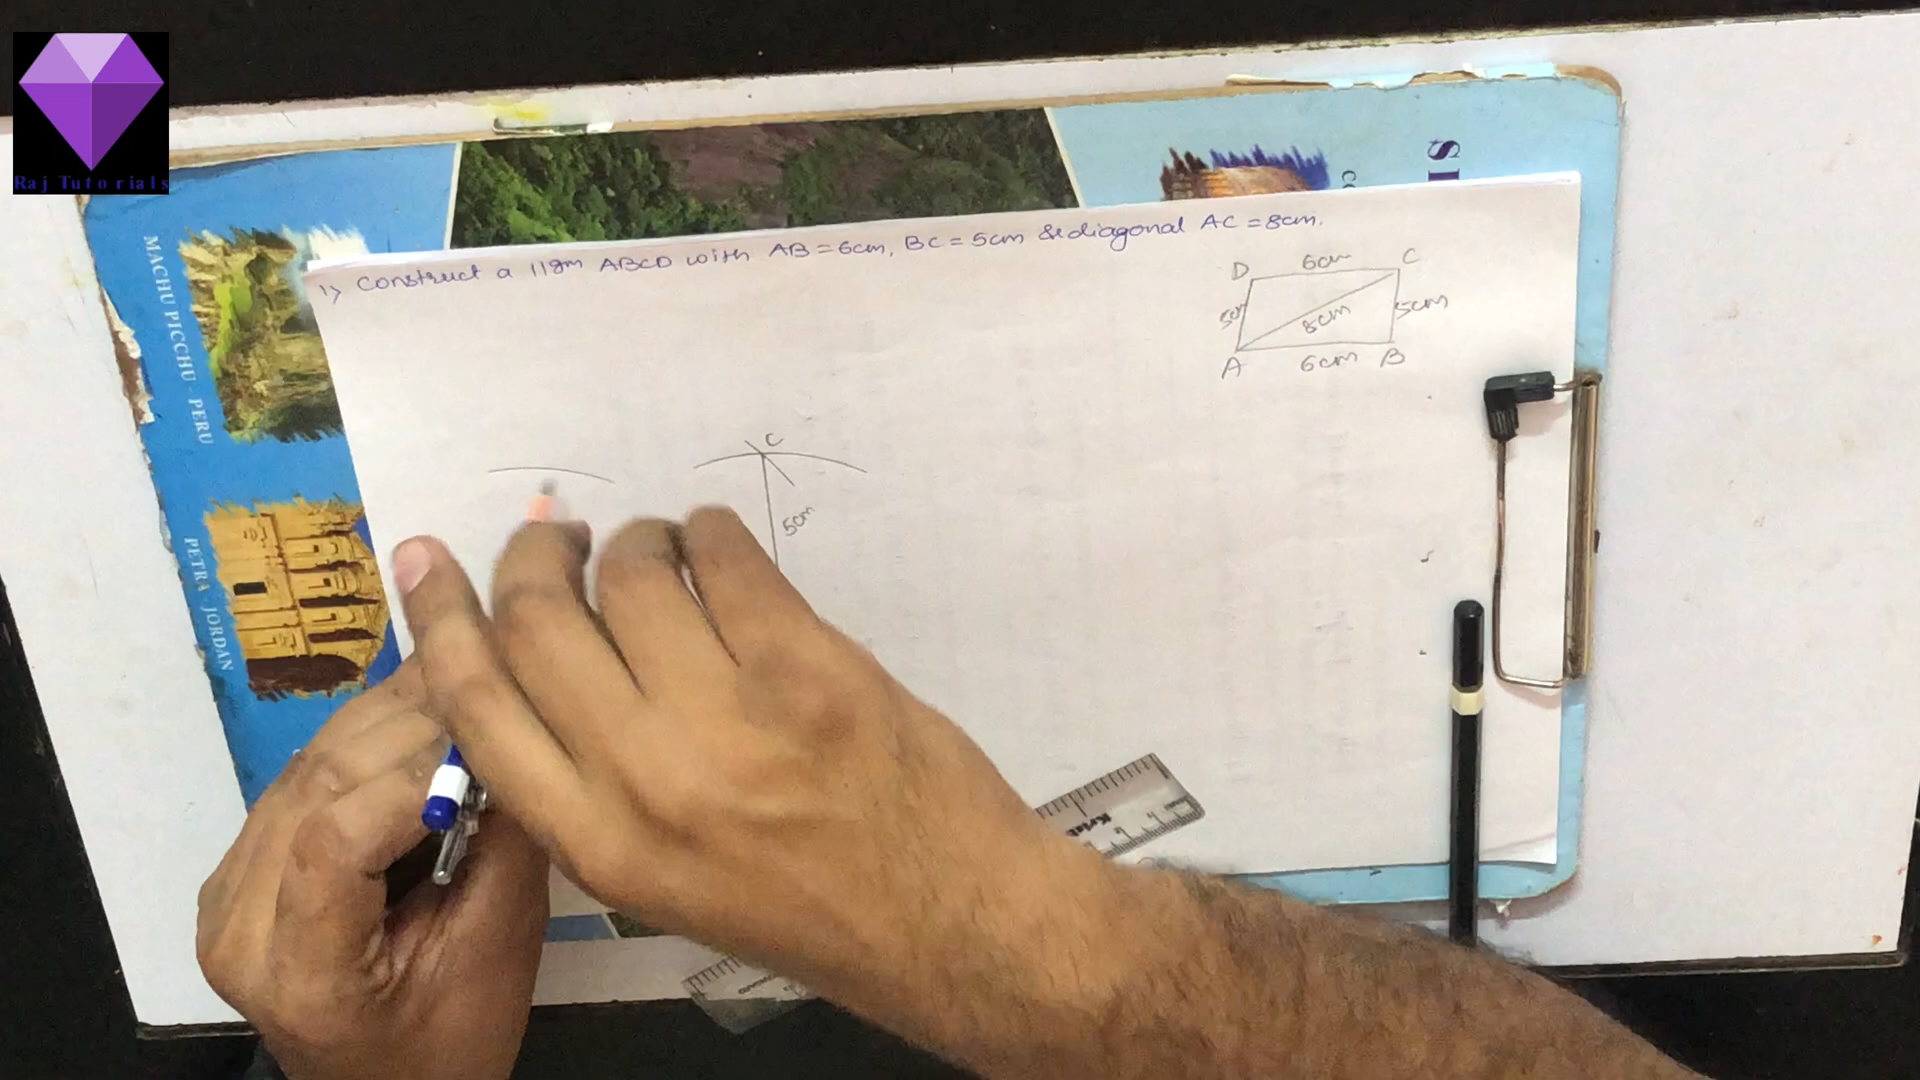 Raj Tutorials
1) Construct a 11gm ABCD with AB = 6cm, BC = 5cm & diagonal AC = 8cm.
D 6cm C
5cm 8cm 5cm
A 6cm B
C
5cm
MACHU PICCHU · PERU
PETRA · JORDAN